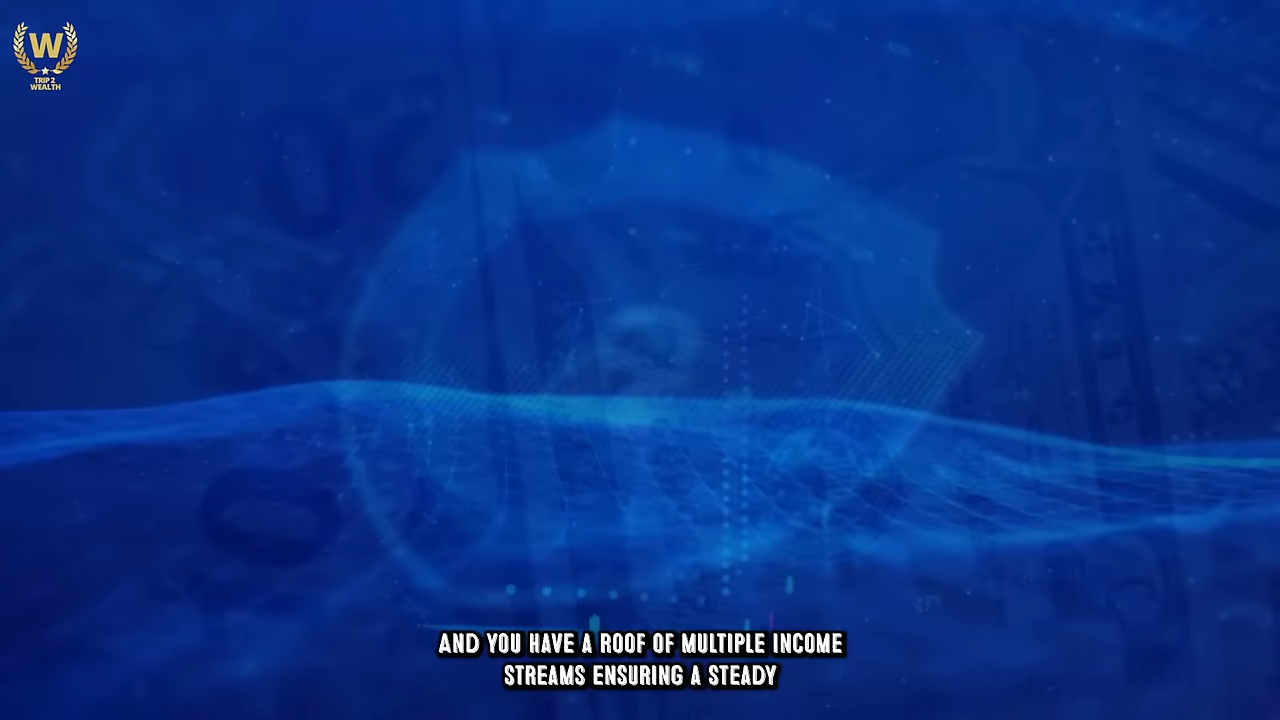 W
TRIP 2
WEALTH
AND YOU HAVE A ROOF OF MULTIPLE INCOME
STREAMS ENSURING A STEADY